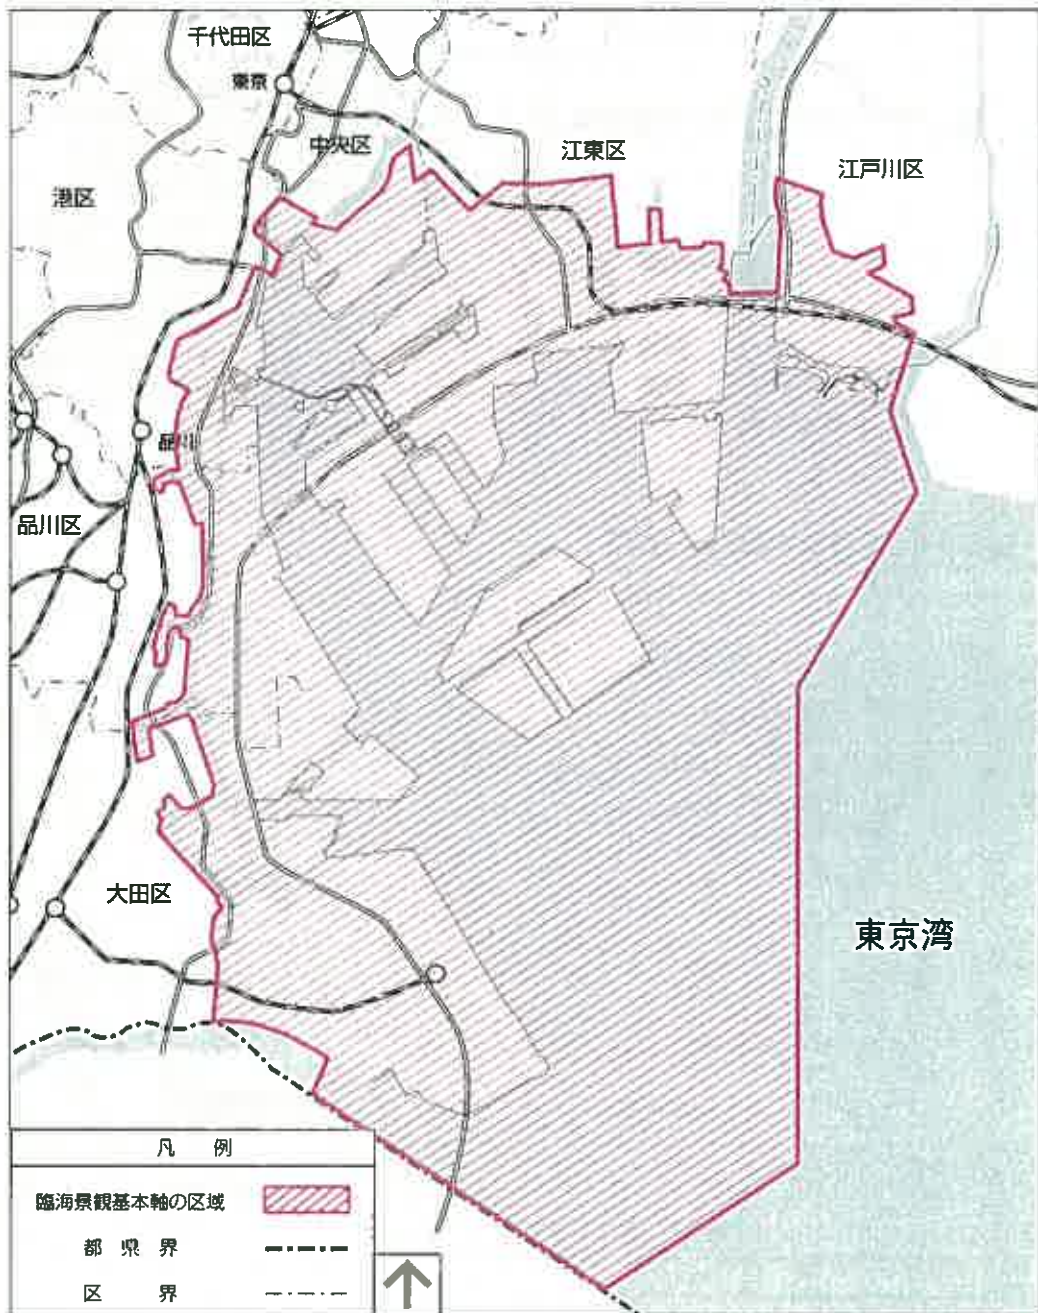 千代田区
東京
中央区
江東区
江戸川区
港区
品川
品川区
大田区
東京湾
凡 例
臨海景観基本軸の区域
都 県 界
区 界